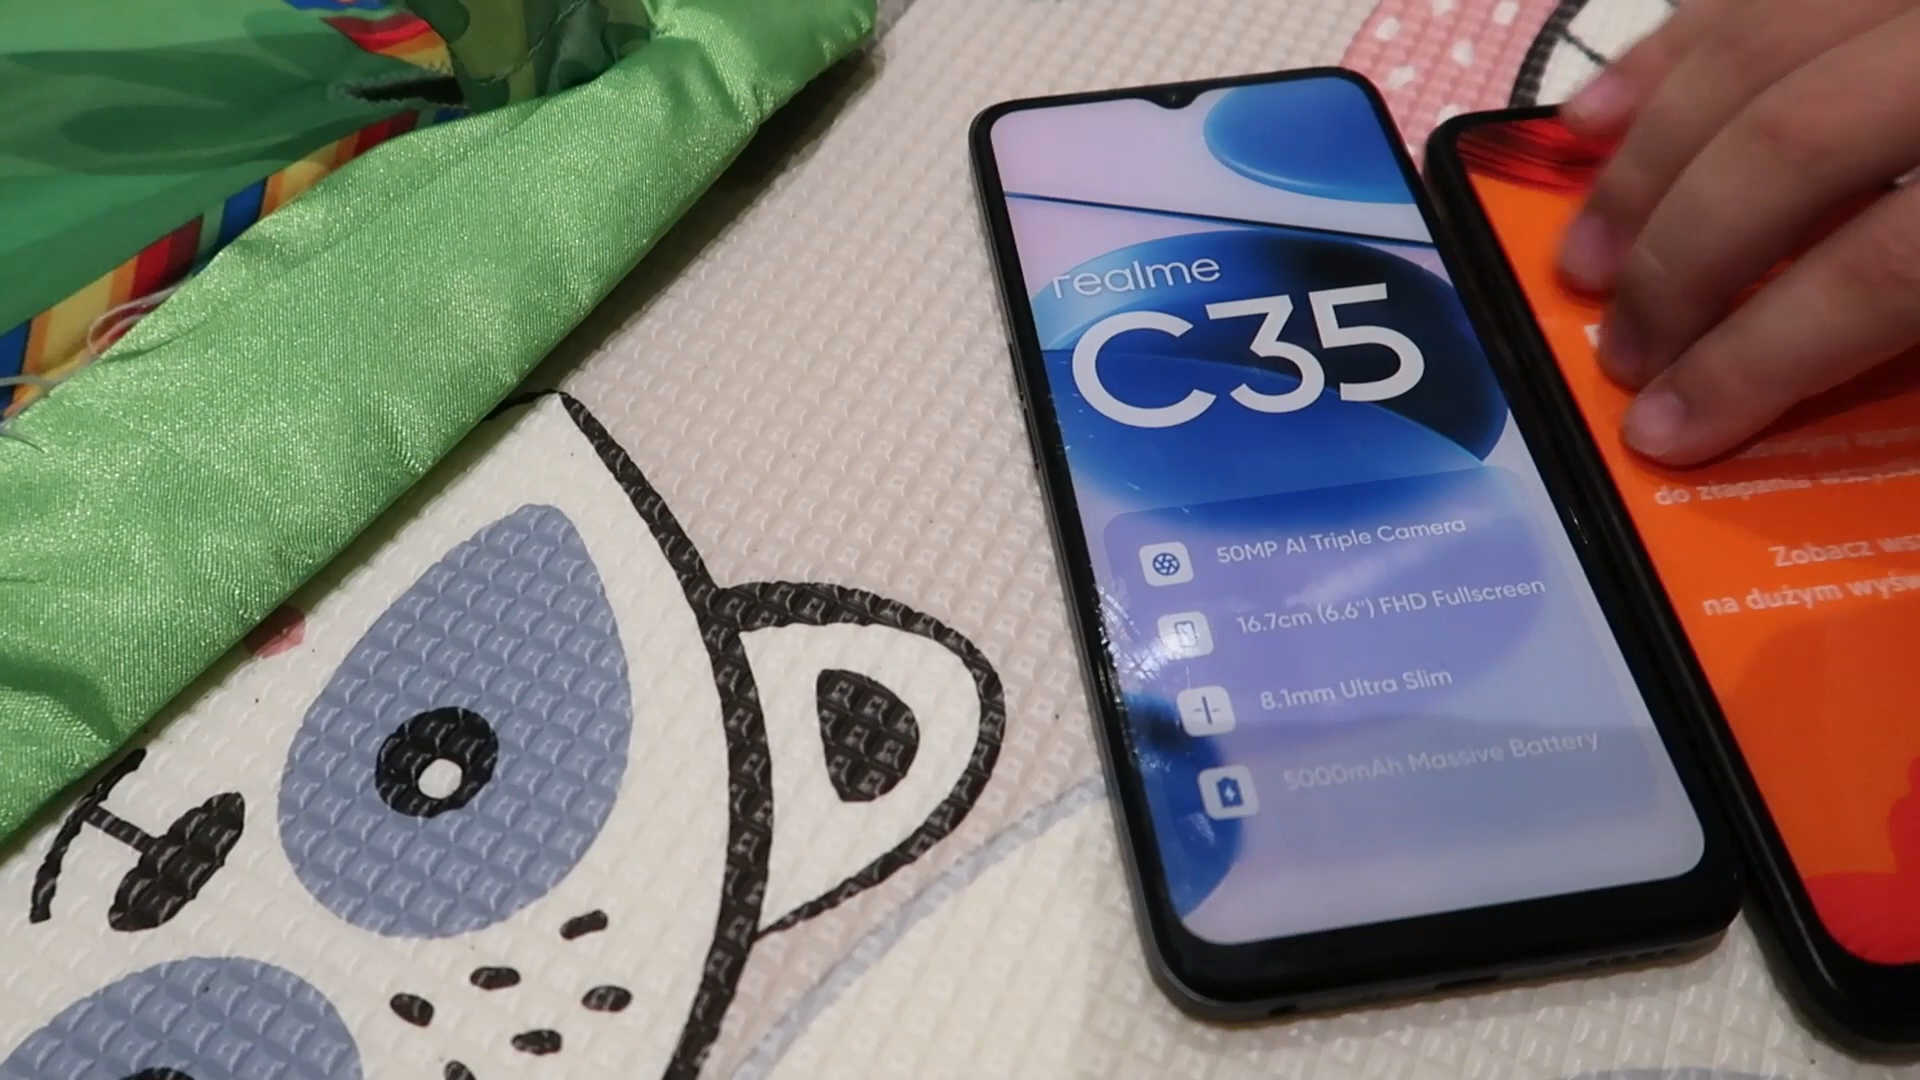 realme
C35
50MP AI Triple Camera
16.7cm (6.6") FHD Fullscreen
8.1mm Ultra Slim
5000mAh Massive Battery
do złapania
Zobacz
na dużym